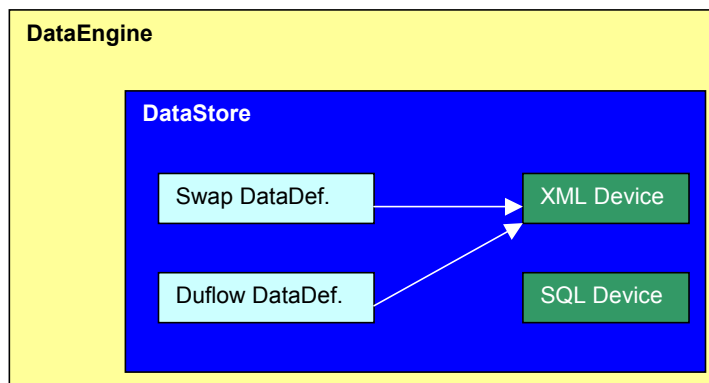 DataEngine
DataStore
Swap DataDef.
XML Device
Duflow DataDef.
SQL Device